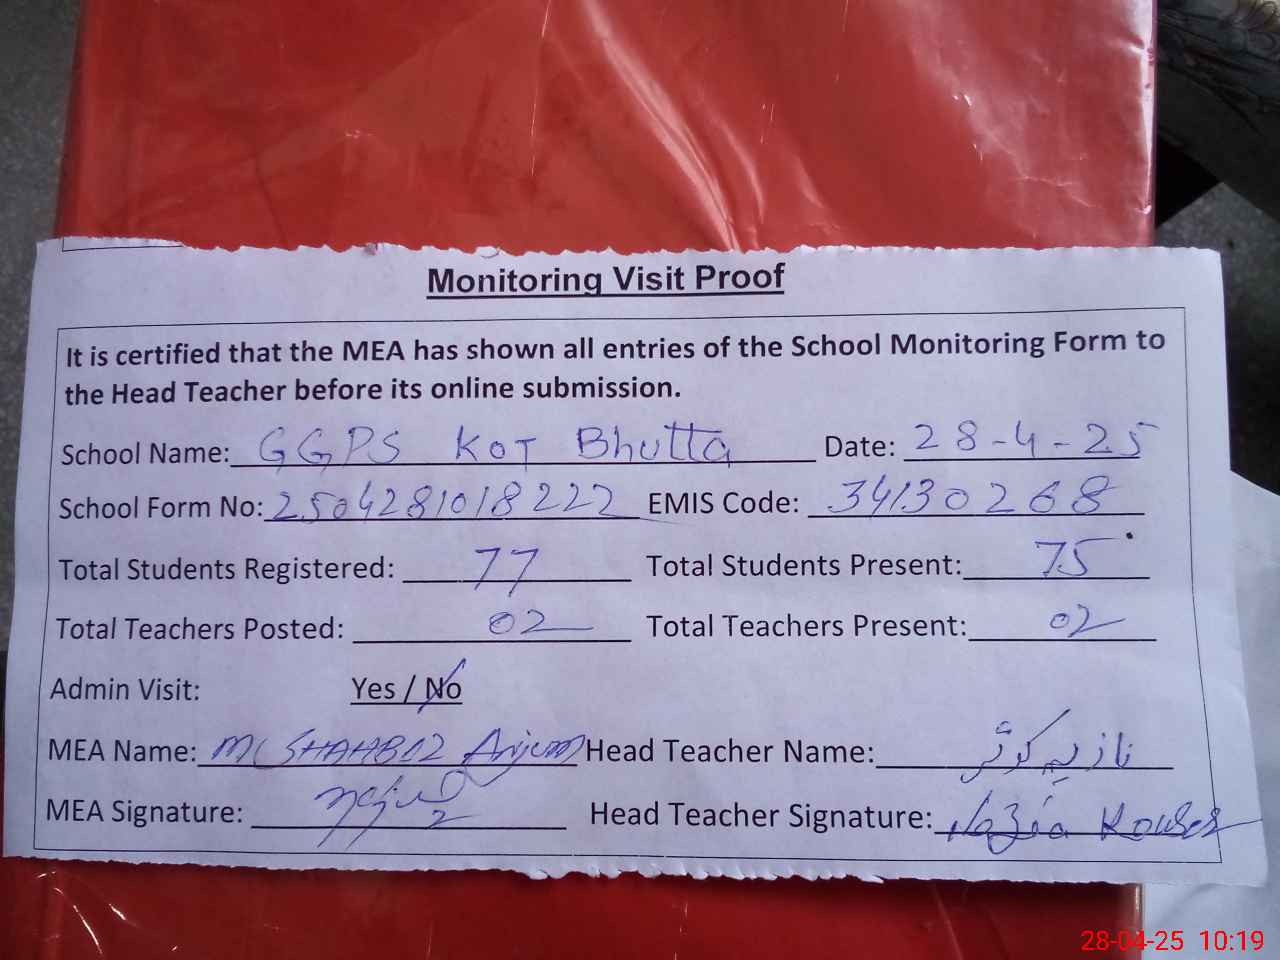 Monitoring Visit Proof
It is certified that the MEA has shown all entries of the School Monitoring Form to
the Head Teacher before its online submission.
School Name: GGPS KOT Bhutta Date: 28-4-25
School Form No: 2504281018222 EMIS Code: 34130268
Total Students Registered: 77 Total Students Present: 75
Total Teachers Posted: 02 Total Teachers Present: 02
Admin Visit: Yes / No
MEA Name: SHAHBAZ Anjum Head Teacher Name: نازیہ کوثر
MEA Signature: Head Teacher Signature: Nazia Kouser
28-04-25 10:19